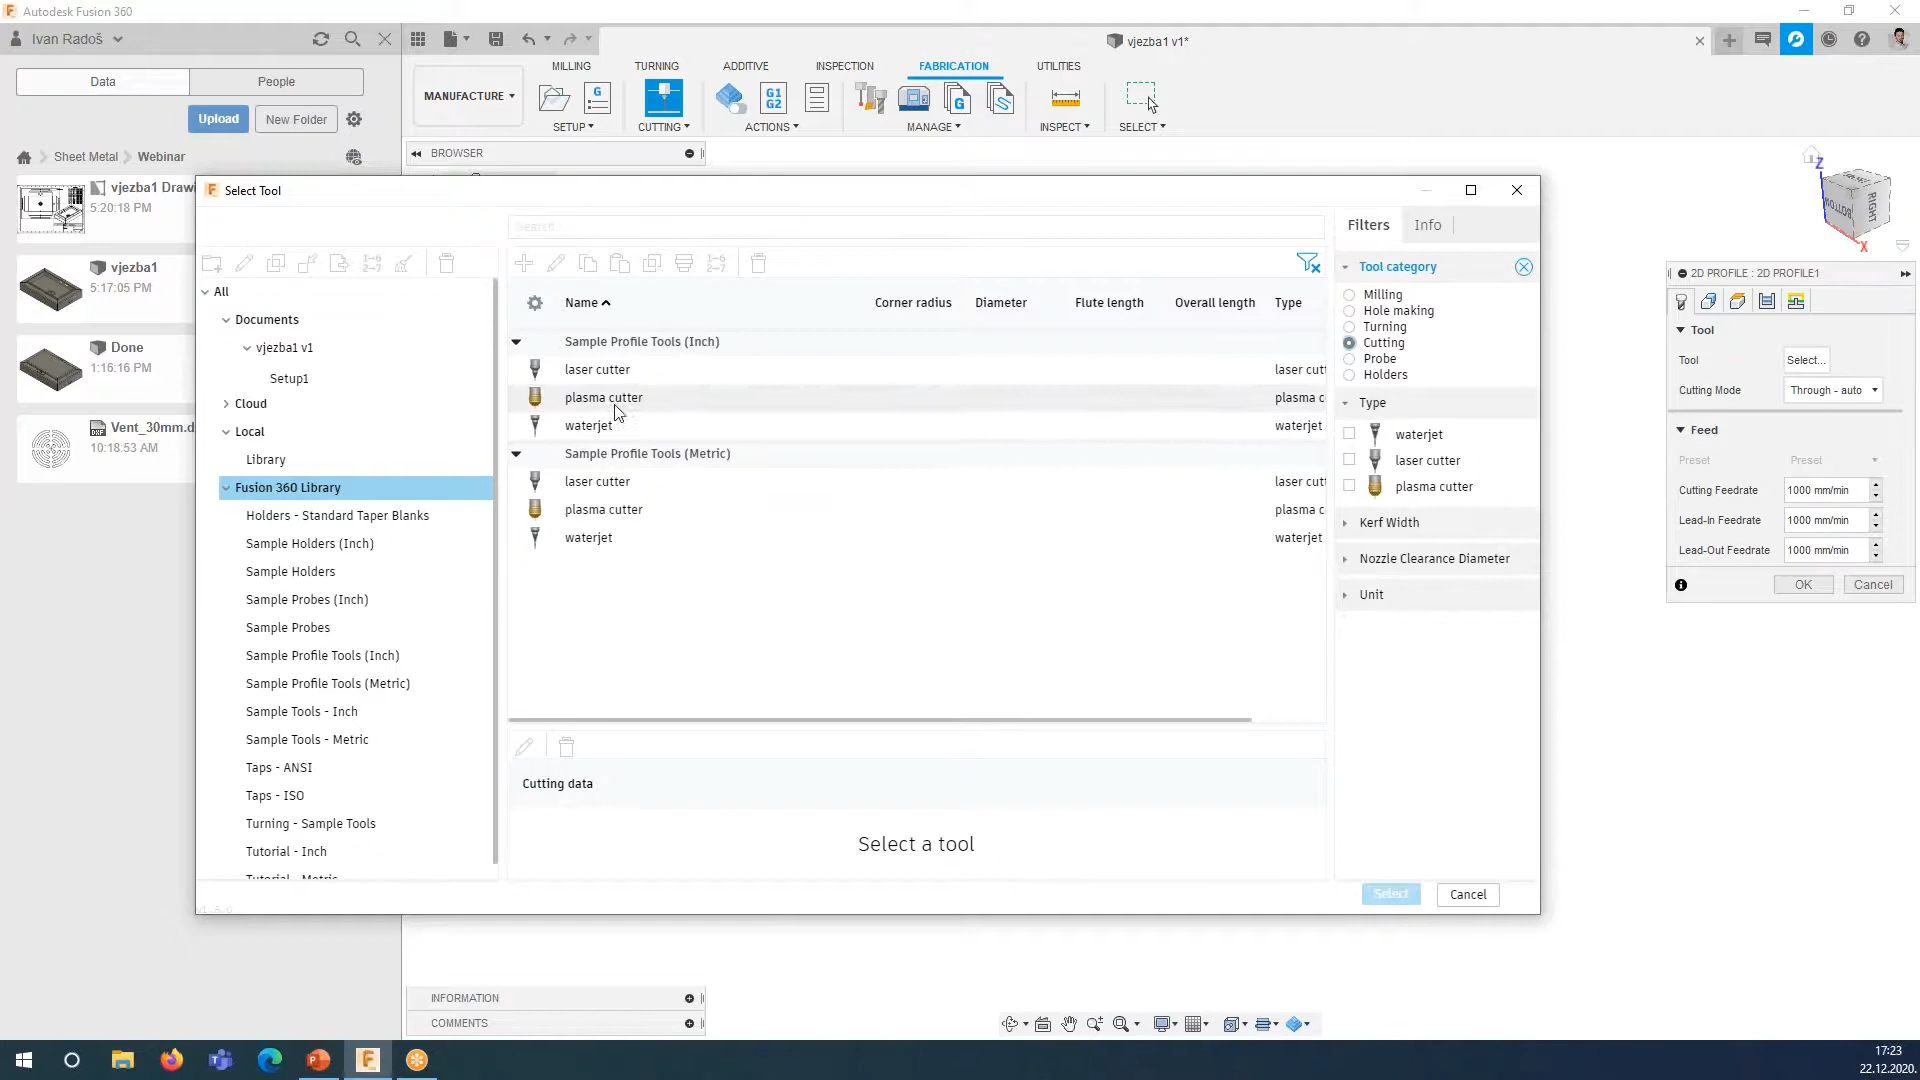 Autodesk Fusion 360
Ivan Radoš
vjezba1 v1*
Data
People
Upload
New Folder
Sheet Metal
Webinar
MILLING
TURNING
ADDITIVE
INSPECTION
FABRICATION
UTILITIES
MANUFACTURE
SETUP
CUTTING
ACTIONS
MANAGE
INSPECT
SELECT
BROWSER
vjezba1 Drawi
5:20:18 PM
vjezba1
5:17:05 PM
Done
1:16:16 PM
Vent_30mm.d
10:18:53 AM
Select Tool
Search
All
Documents
vjezba1 v1
Setup1
Cloud
Local
Library
Fusion 360 Library
Holders - Standard Taper Blanks
Sample Holders (Inch)
Sample Holders
Sample Probes (Inch)
Sample Probes
Sample Profile Tools (Inch)
Sample Profile Tools (Metric)
Sample Tools - Inch
Sample Tools - Metric
Taps - ANSI
Taps - ISO
Turning - Sample Tools
Tutorial - Inch
Tutorial - Metric
Name Corner radius Diameter Flute length Overall length Type
Sample Profile Tools (Inch)
laser cutter laser cutt
plasma cutter plasma c
waterjet waterjet
Sample Profile Tools (Metric)
laser cutter laser cutt
plasma cutter plasma c
waterjet waterjet
Cutting data
Select a tool
Filters
Info
Tool category
Milling
Hole making
Turning
Cutting
Probe
Holders
Type
waterjet
laser cutter
plasma cutter
Kerf Width
Nozzle Clearance Diameter
Unit
Select
Cancel
Z
BOTTOM
RIGHT
X
2D PROFILE : 2D PROFILE1
Tool
Tool Select...
Cutting Mode Through - auto
Feed
Preset Preset
Cutting Feedrate 1000 mm/min
Lead-In Feedrate 1000 mm/min
Lead-Out Feedrate 1000 mm/min
OK
Cancel
INFORMATION
COMMENTS
17:23
22.12.2020.